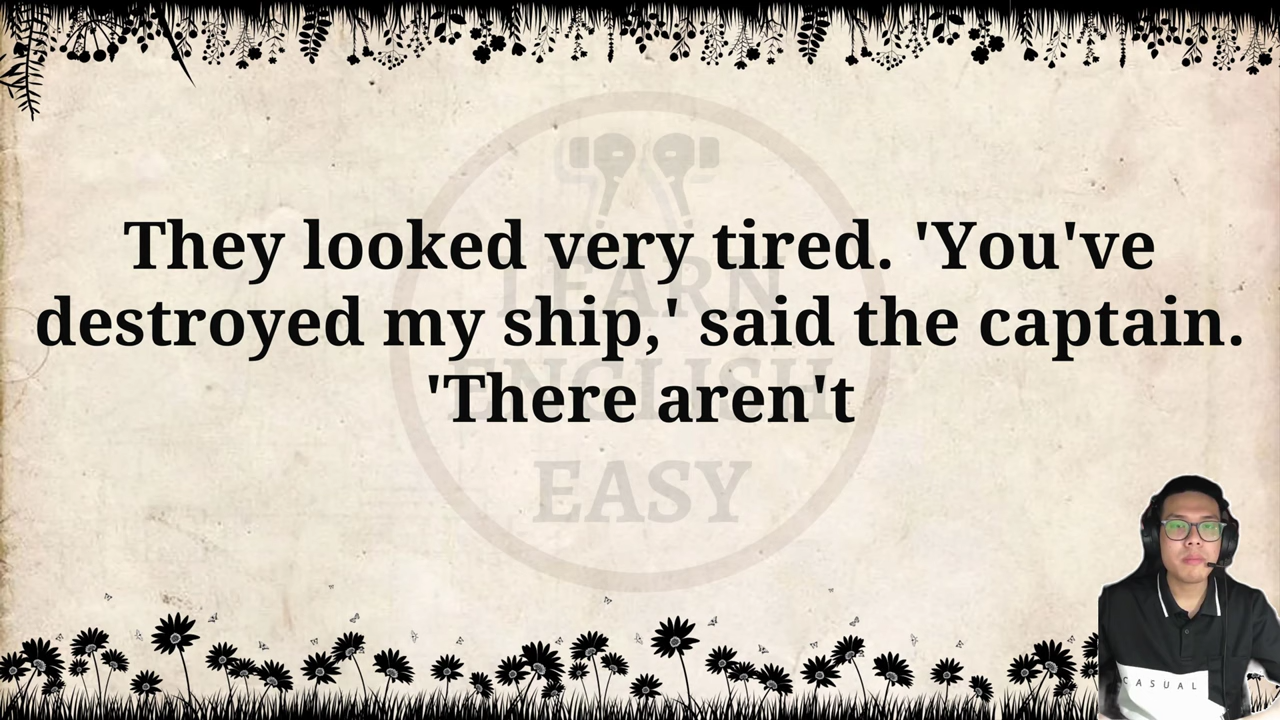 They looked very tired. 'You've
destroyed my ship,' said the captain.
'There aren't
LEARN
ENGLISH
EASY
CASUAL